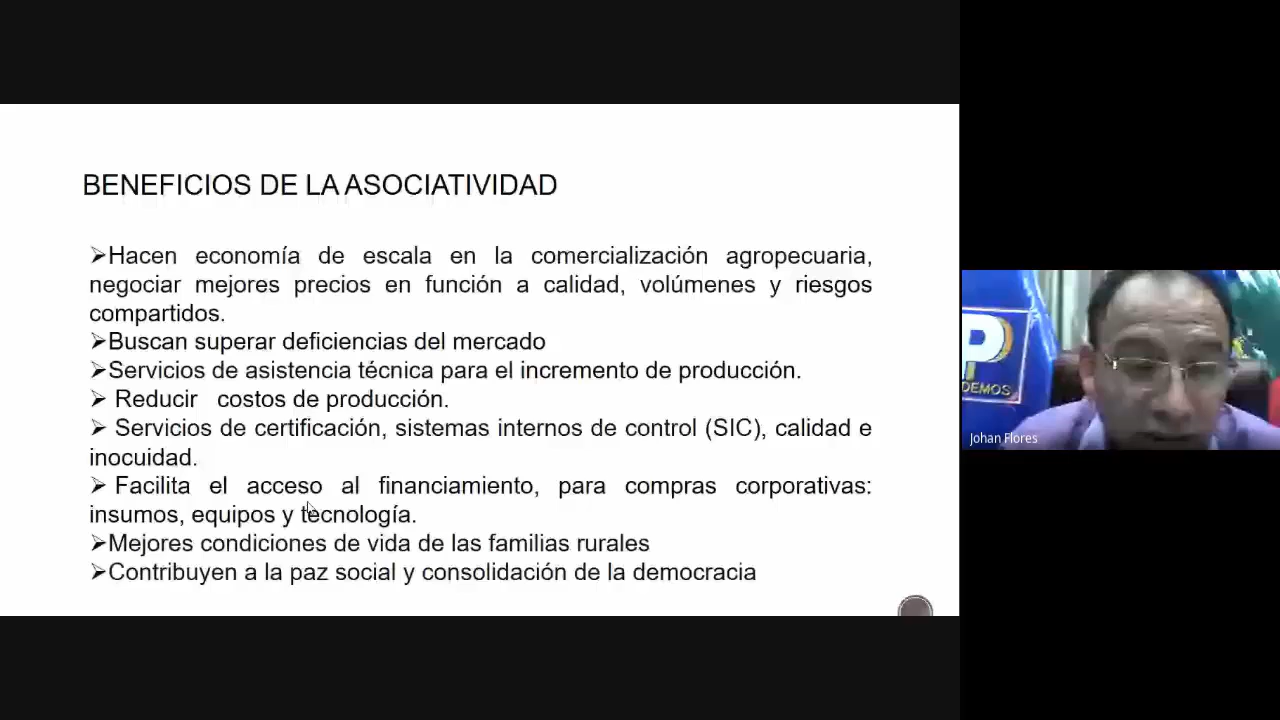 BENEFICIOS DE LA ASOCIATIVIDAD
➢Hacen economía de escala en la comercialización agropecuaria,
negociar mejores precios en función a calidad, volúmenes y riesgos
compartidos.
➢Buscan superar deficiencias del mercado
➢Servicios de asistencia técnica para el incremento de producción.
➢ Reducir costos de producción.
➢ Servicios de certificación, sistemas internos de control (SIC), calidad e
inocuidad.
➢ Facilita el acceso al financiamiento, para compras corporativas:
insumos, equipos y tecnología.
➢Mejores condiciones de vida de las familias rurales
➢Contribuyen a la paz social y consolidación de la democracia
P
DEMOS
Johan Flores